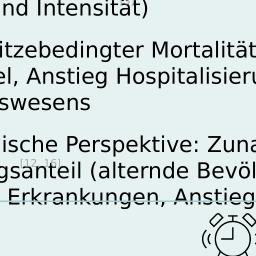 nd Intensität)
itzebedingter Mortalität
el, Anstieg Hospitalisieru
swesens
ische Perspektive: Zuna
[12, 16]
gsanteil (alternde Bevöl
Erkrankungen, Anstieg